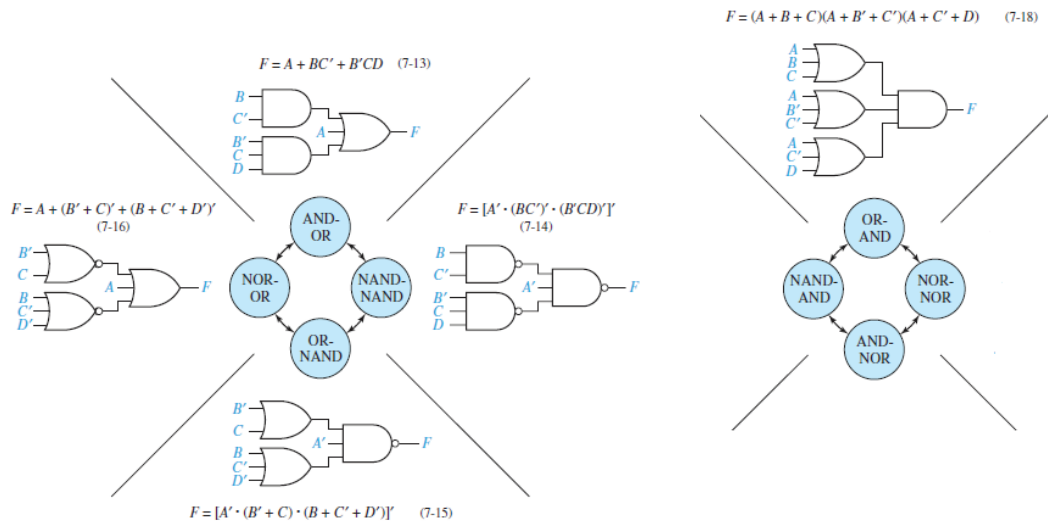 F = (A + B + C)(A + B′ + C′)(A + C′ + D) (7-18)
F = A + BC′ + B′CD (7-13)
B
C′
B′
C
D
A
F
A
B
C
A
B′
C′
A
C′
D
F
F = A + (B′ + C)′ + (B + C′ + D′)′
(7-16)
B′
C
B
C′
D′
A
F
AND-
OR
NOR-
OR
NAND-
NAND
OR-
NAND
F = [A′ · (BC′)′ · (B′CD)′]′
(7-14)
B
C′
B′
C
D
A′
F
OR-
AND
NAND-
AND
NOR-
NOR
AND-
NOR
B′
C
B
C′
D′
A′
F
F = [A′ · (B′ + C) · (B + C′ + D′)]′ (7-15)